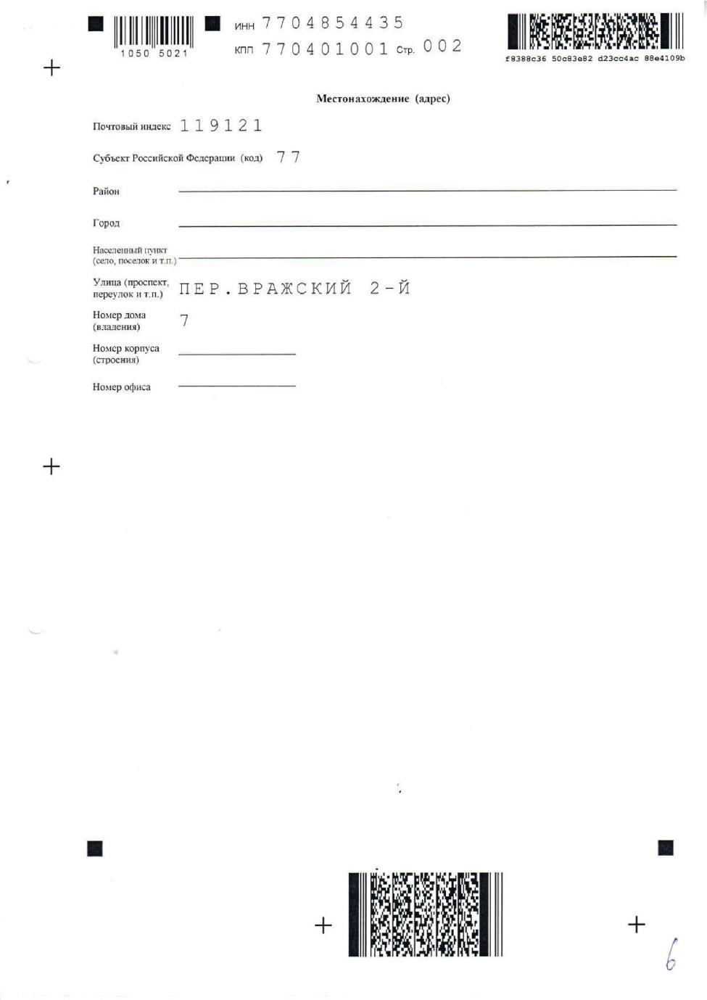 ИНН 7704854435
1050 5021
КПП 770401001 Стр. 002
f8388c36 50c83e82 d23cc4ac 88e4109b
Местонахождение (адрес)
Почтовый индекс 119121
Субъект Российской Федерации (код) 77
Район
Город
Населенный пункт
(село, поселок и т.п.)
Улица (проспект,
переулок и т.п.) ПЕР.ВРАЖСКИЙ 2-Й
Номер дома
(владения) 7
Номер корпуса
(строения)
Номер офиса
6